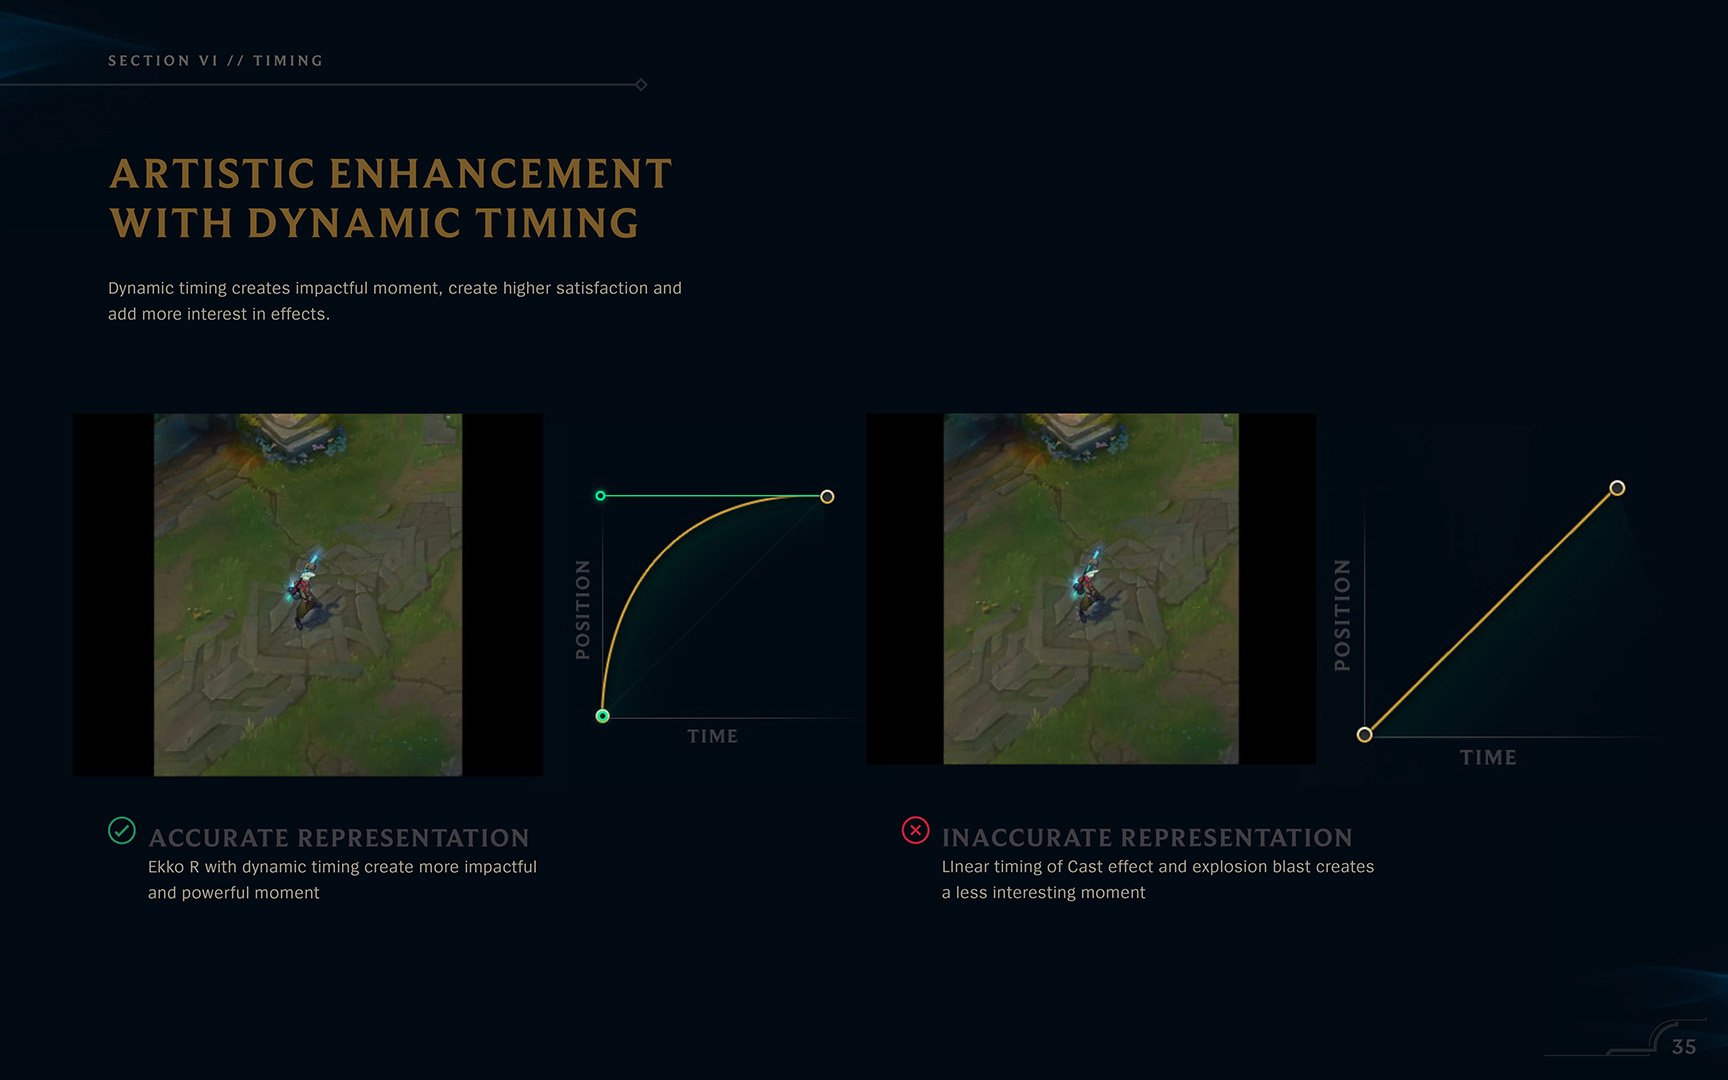 SECTION VI // TIMING
ARTISTIC ENHANCEMENT
WITH DYNAMIC TIMING
Dynamic timing creates impactful moment, create higher satisfaction and
add more interest in effects.
POSITION
TIME
POSITION
TIME
ACCURATE REPRESENTATION
Ekko R with dynamic timing create more impactful
and powerful moment
INACCURATE REPRESENTATION
LInear timing of Cast effect and explosion blast creates
a less interesting moment
35